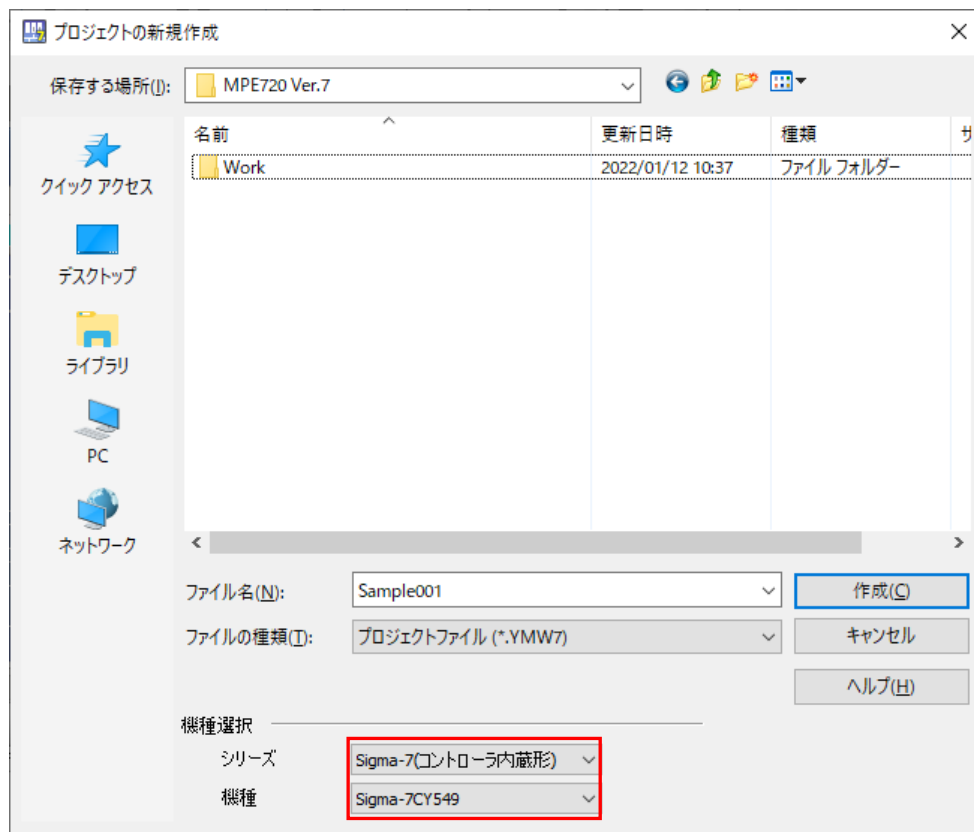 プロジェクトの新規作成
保存する場所(I): MPE720 Ver.7
名前 更新日時 種類 サ
Work 2022/01/12 10:37 ファイル フォルダー
クイック アクセス
デスクトップ
ライブラリ
PC
ネットワーク
ファイル名(N): Sample001 作成(C)
ファイルの種類(T): プロジェクトファイル (*.YMW7) キャンセル
ヘルプ(H)
機種選択
シリーズ Sigma-7(コントローラ内蔵形)
機種 Sigma-7CY549